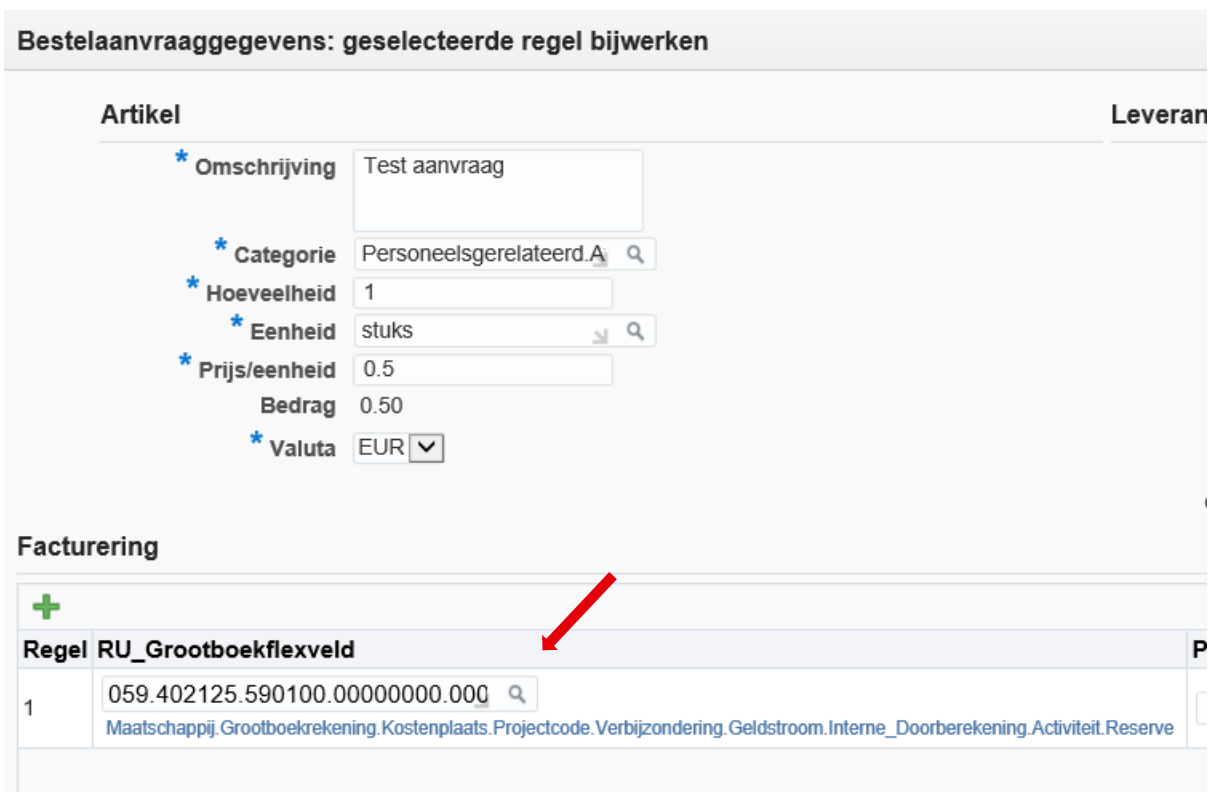 Bestelaanvraaggegevens: geselecteerde regel bijwerken
Artikel
Leveran
* Omschrijving Test aanvraag
* Categorie Personeelsgerelateerd.A
* Hoeveelheid 1
* Eenheid stuks
* Prijs/eenheid 0.5
Bedrag 0.50
* Valuta EUR
Facturering
Regel RU_Grootboekflexveld P
1 059.402125.590100.00000000.000
Maatschappij.Grootboekrekening.Kostenplaats.Projectcode.Verbijzondering.Geldstroom.Interne_Doorberekening.Activiteit.Reserve